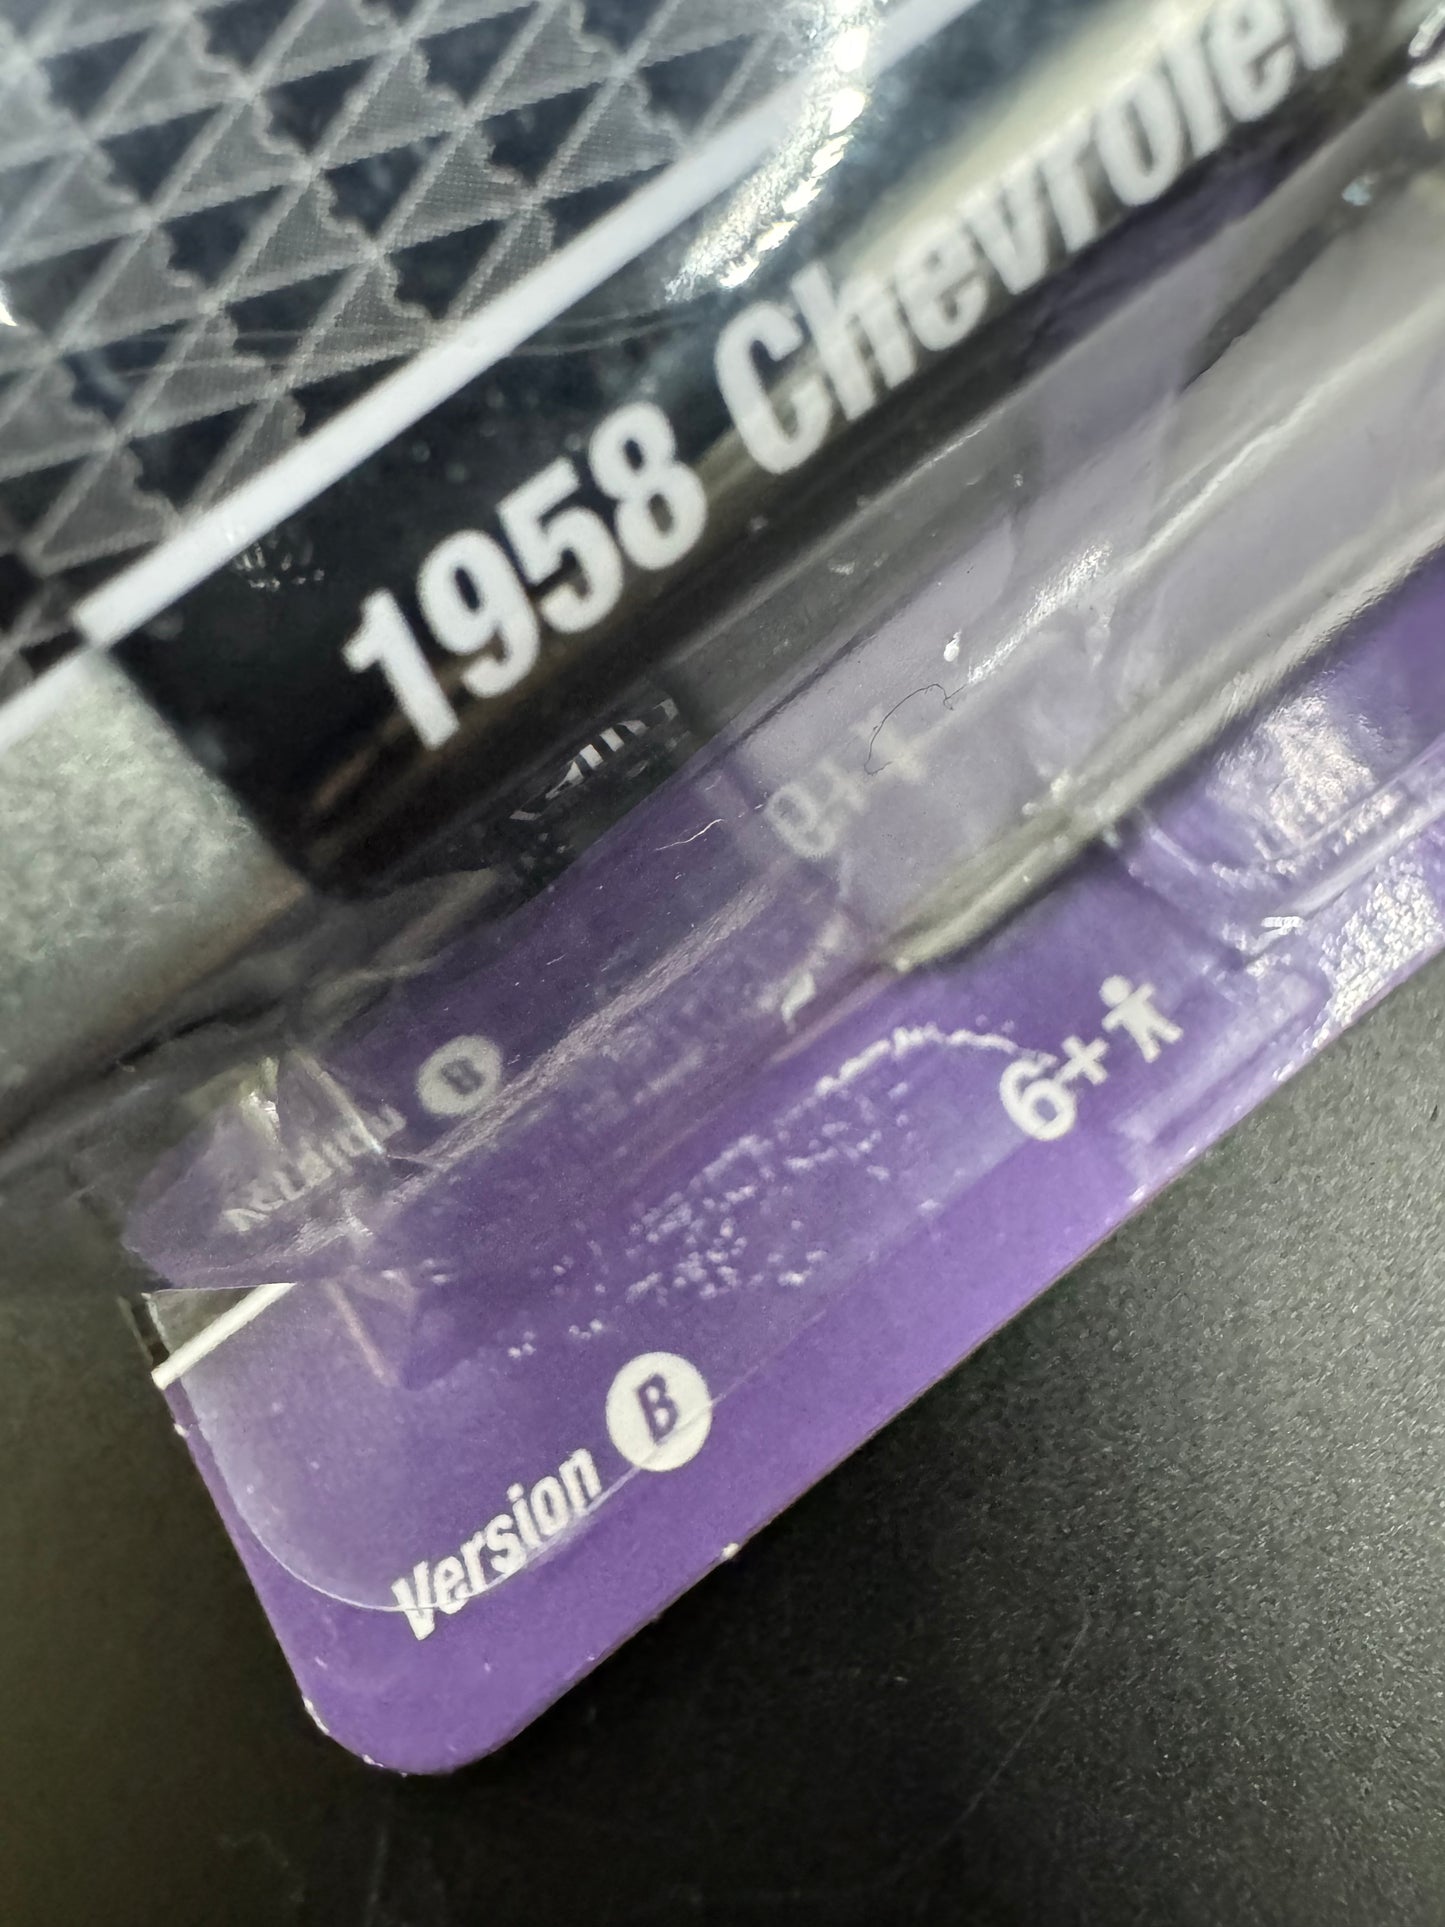 1958 Chevrolet
6+
Version B